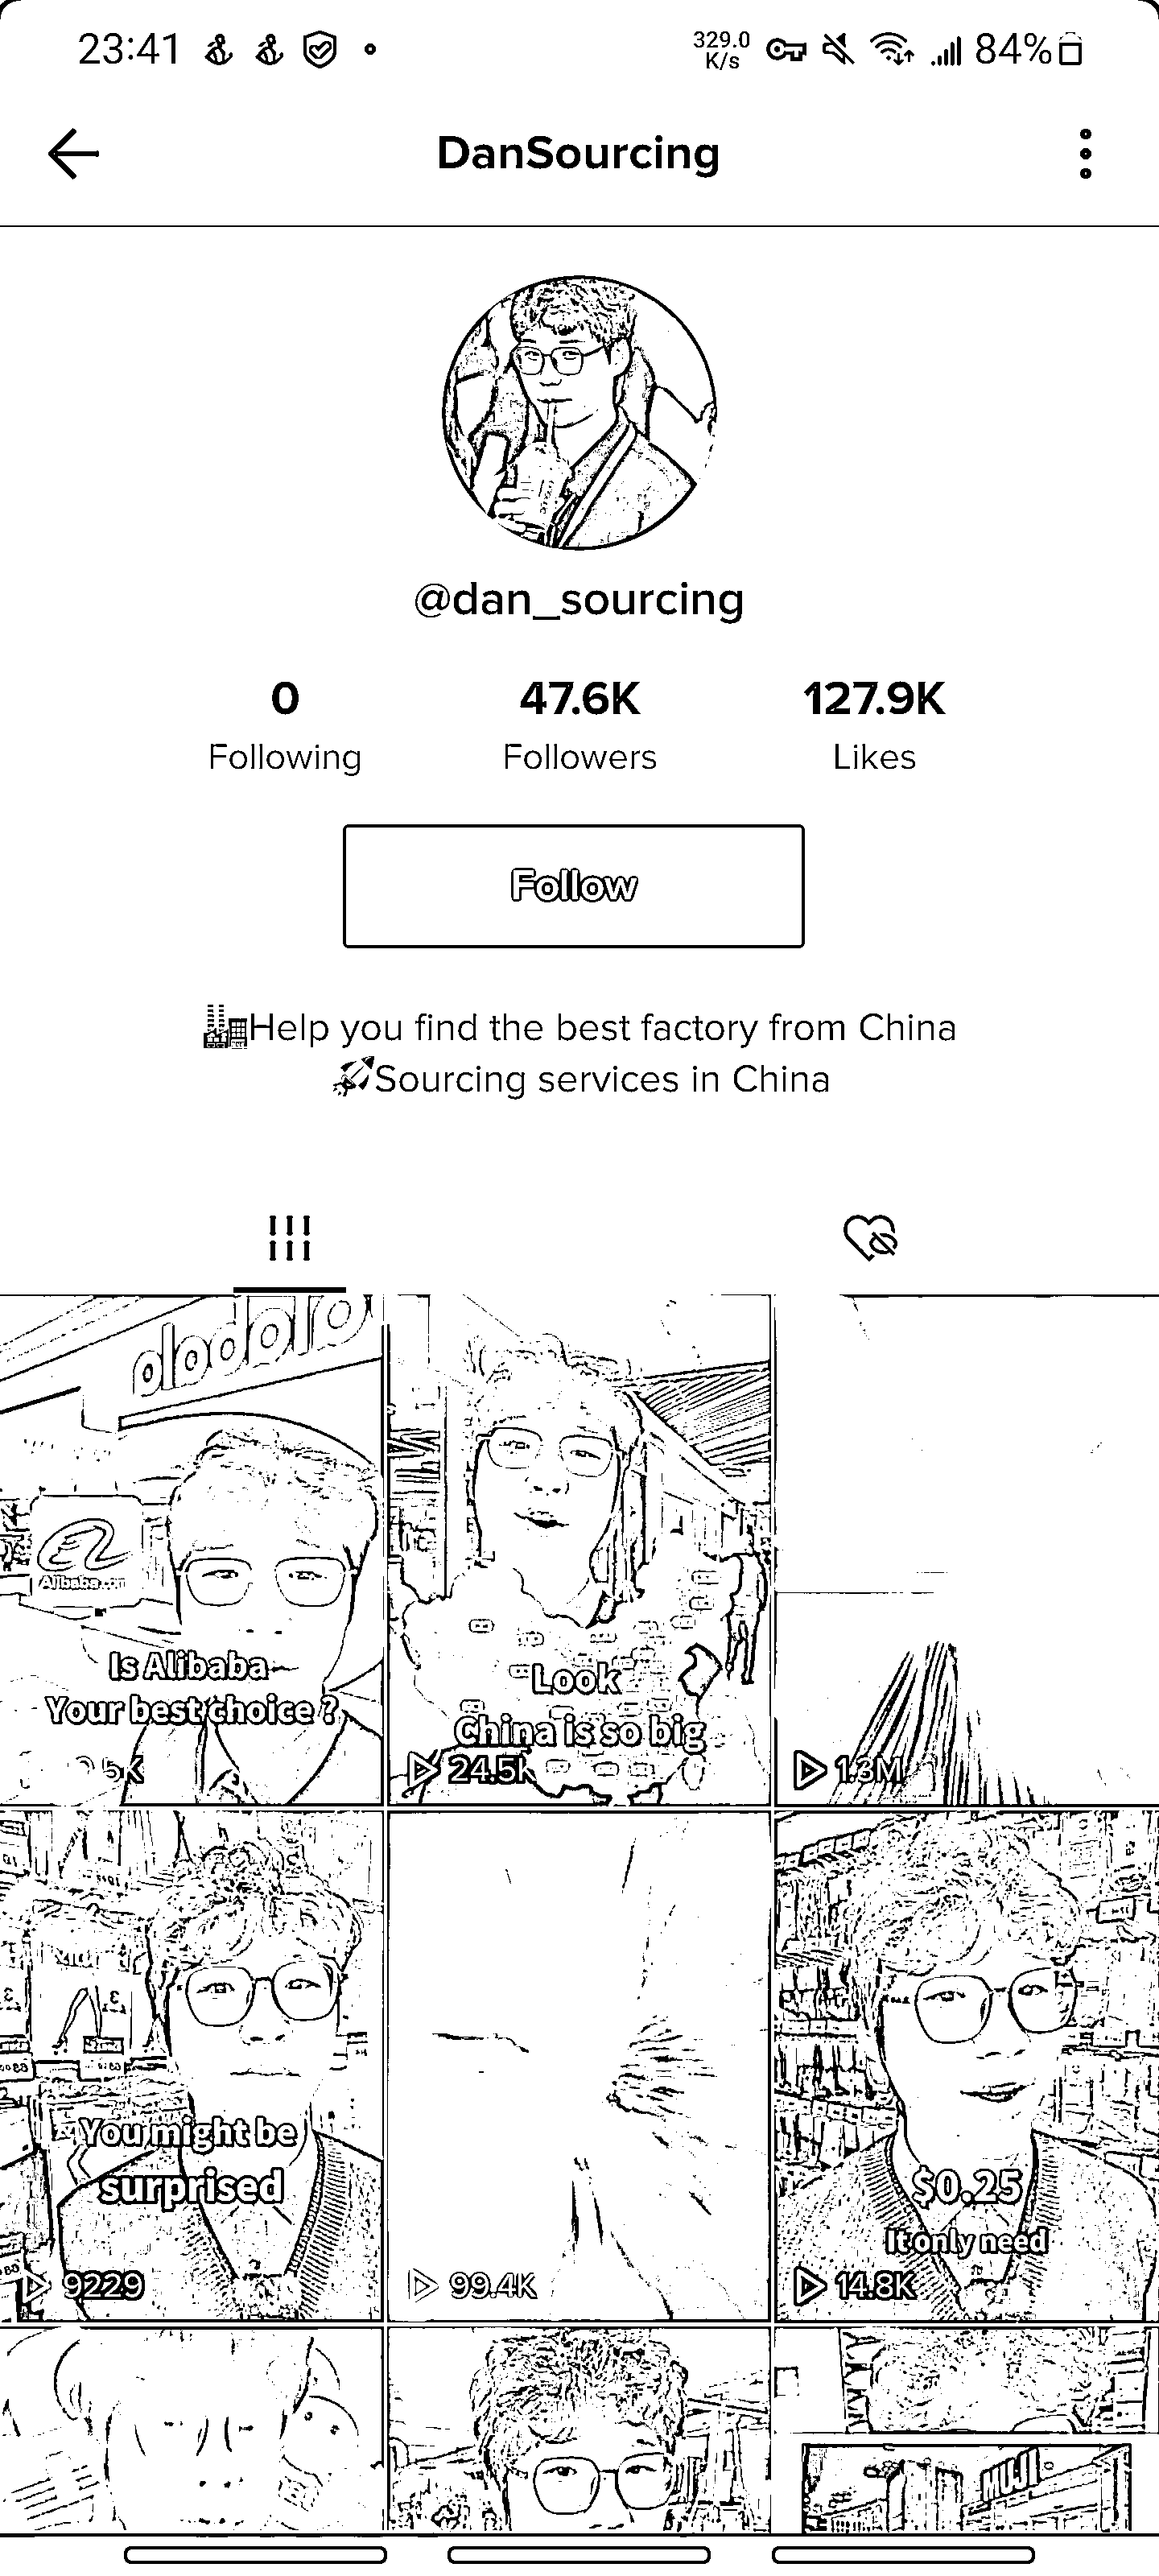 23:41
329.0
K/s
84%
DanSourcing
@dan_sourcing
0
47.6K
127.9K
Following
Followers
Likes
Follow
Help you find the best factory from China
Sourcing services in China
ololo
Alibaba.com
Is Alibaba
Your best choice ?
5K
Look
China is so big
24.5K
1.3M
You might be
surprised
9229
99.4K
$0.25
It only need
14.8K
MUJI